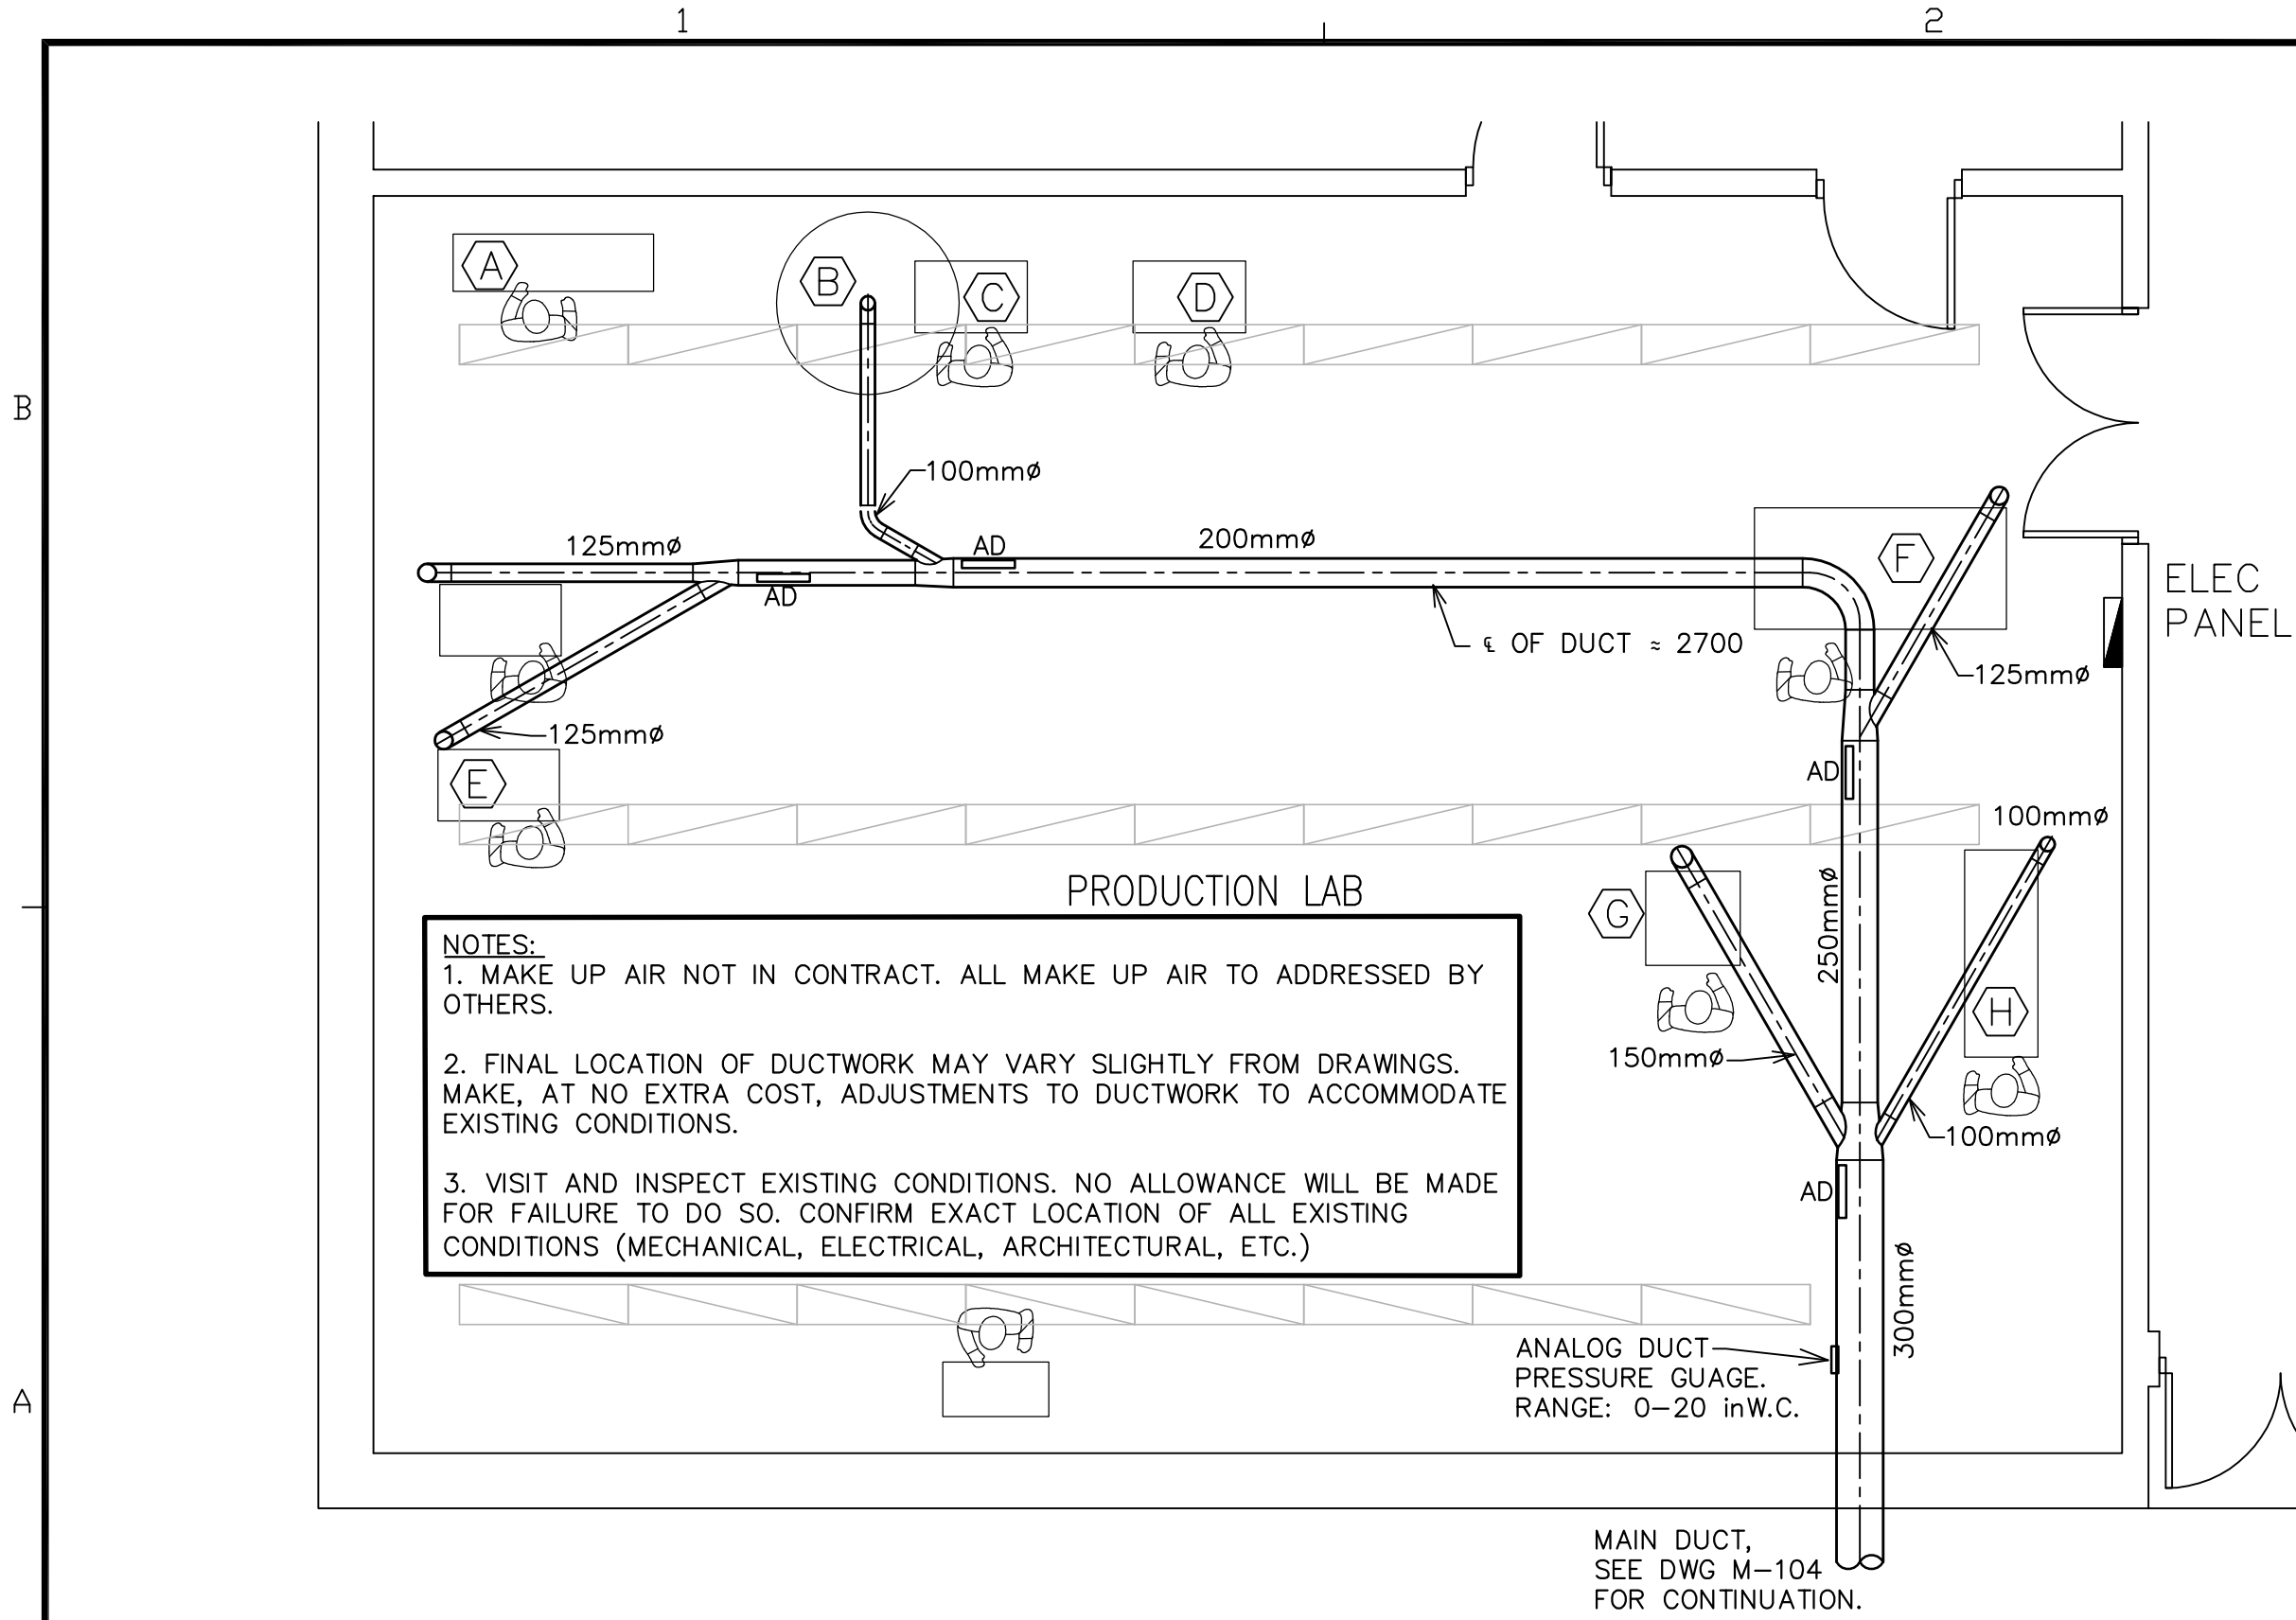 1
2
B
A
A
B
C
D
100mmø
125mmø
AD
200mmø
AD
F
ELEC
PANEL
℄ OF DUCT ≈ 2700
125mmø
125mmø
E
AD
100mmø
PRODUCTION LAB
G
250mmø
H
150mmø
100mmø
AD
300mmø
NOTES:
1. MAKE UP AIR NOT IN CONTRACT. ALL MAKE UP AIR TO ADDRESSED BY
OTHERS.
2. FINAL LOCATION OF DUCTWORK MAY VARY SLIGHTLY FROM DRAWINGS.
MAKE, AT NO EXTRA COST, ADJUSTMENTS TO DUCTWORK TO ACCOMMODATE
EXISTING CONDITIONS.
3. VISIT AND INSPECT EXISTING CONDITIONS. NO ALLOWANCE WILL BE MADE
FOR FAILURE TO DO SO. CONFIRM EXACT LOCATION OF ALL EXISTING
CONDITIONS (MECHANICAL, ELECTRICAL, ARCHITECTURAL, ETC.)
ANALOG DUCT
PRESSURE GUAGE.
RANGE: 0-20 inW.C.
MAIN DUCT,
SEE DWG M-104
FOR CONTINUATION.